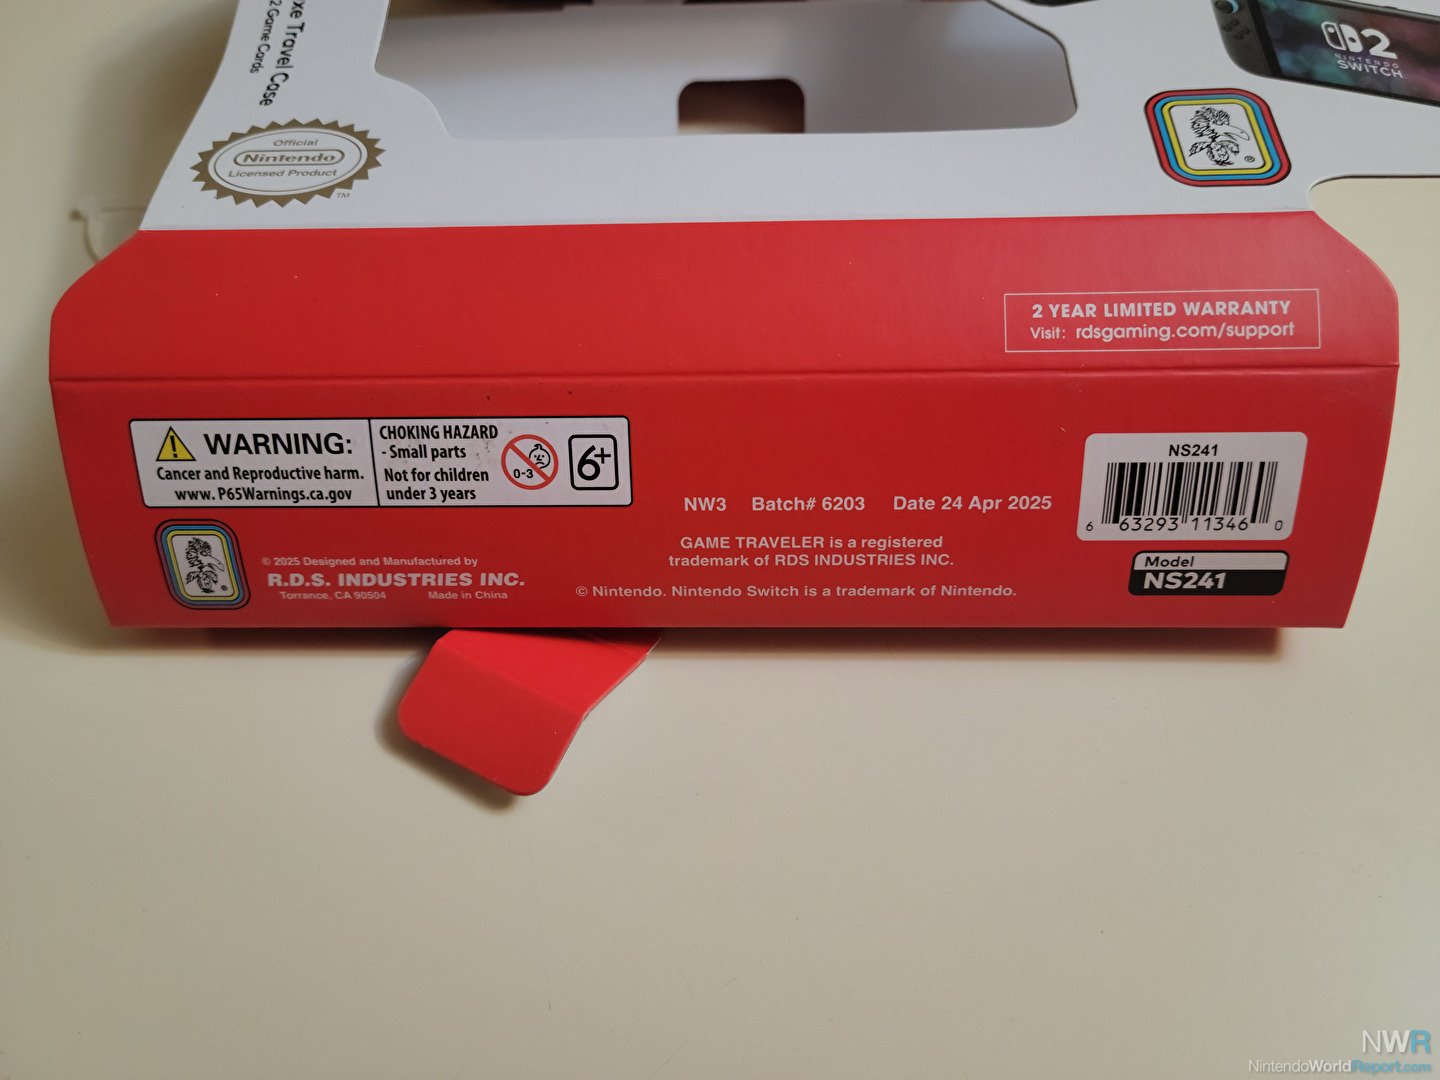 xe Travel Case
2 Game Cards
Official
Nintendo
Licensed Product
TM
2
NINTENDO
SWITCH
®
2 YEAR LIMITED WARRANTY
Visit: rdsgaming.com/support
WARNING:
Cancer and Reproductive harm.
www. P65Warnings.ca.gov
CHOKING HAZARD
- Small parts
Not for children
under 3 years
0-3
6+
NW3 Batch# 6203 Date 24 Apr 2025
GAME TRAVELER is a registered
trademark of RDS INDUSTRIES INC.
© Nintendo. Nintendo Switch is a trademark of Nintendo.
NS241
6 63293 11346 0
Model
NS241
®
© 2025 Designed and Manufactured by
R.D.S. INDUSTRIES INC.
Torrance, CA 90504 Made in China
NWR
NintendoWorldReport.com